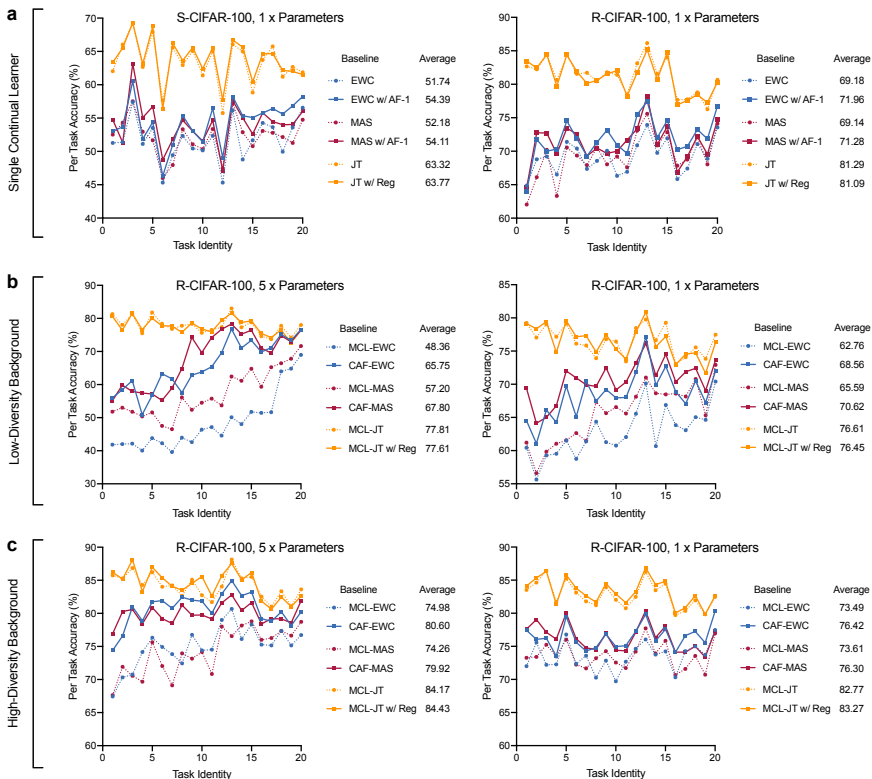 a
Single Continual Learner
S-CIFAR-100, 1 x Parameters
Per Task Accuracy (%)
70
65
60
55
50
45
40
0 5 10 15 20
Task Identity
Baseline Average
EWC 51.74
EWC w/ AF-1 54.39
MAS 52.18
MAS w/ AF-1 54.11
JT 63.32
JT w/ Reg 63.77
R-CIFAR-100, 1 x Parameters
Per Task Accuracy (%)
90
85
80
75
70
65
60
0 5 10 15 20
Task Identity
Baseline Average
EWC 69.18
EWC w/ AF-1 71.96
MAS 69.14
MAS w/ AF-1 71.28
JT 81.29
JT w/ Reg 81.09
b
Low-Diversity Background
R-CIFAR-100, 5 x Parameters
Per Task Accuracy (%)
90
80
70
60
50
40
30
0 5 10 15 20
Task Identity
Baseline Average
MCL-EWC 48.36
CAF-EWC 65.75
MCL-MAS 57.20
CAF-MAS 67.80
MCL-JT 77.81
MCL-JT w/ Reg 77.61
R-CIFAR-100, 1 x Parameters
Per Task Accuracy (%)
85
80
75
70
65
60
55
0 5 10 15 20
Task Identity
Baseline Average
MCL-EWC 62.76
CAF-EWC 68.56
MCL-MAS 65.59
CAF-MAS 70.62
MCL-JT 76.61
MCL-JT w/ Reg 76.45
c
High-Diversity Background
R-CIFAR-100, 5 x Parameters
Per Task Accuracy (%)
90
85
80
75
70
65
60
0 5 10 15 20
Task Identity
Baseline Average
MCL-EWC 74.98
CAF-EWC 80.60
MCL-MAS 74.26
CAF-MAS 79.92
MCL-JT 84.17
MCL-JT w/ Reg 84.43
R-CIFAR-100, 1 x Parameters
Per Task Accuracy (%)
90
85
80
75
70
65
60
0 5 10 15 20
Task Identity
Baseline Average
MCL-EWC 73.49
CAF-EWC 76.42
MCL-MAS 73.61
CAF-MAS 76.30
MCL-JT 82.77
MCL-JT w/ Reg 83.27